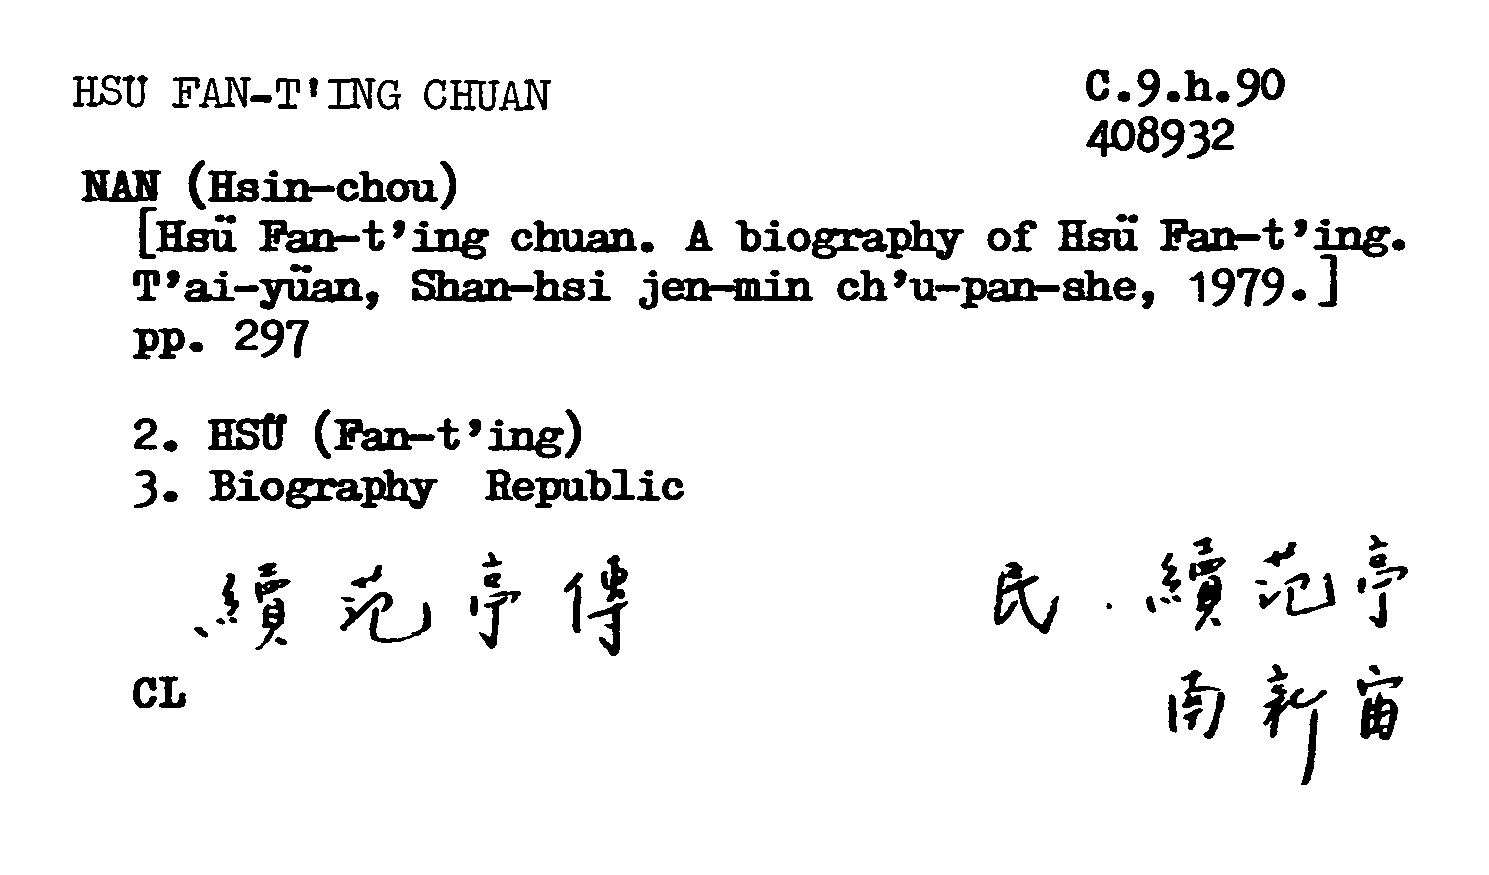 HSÜ FAN-T'ING CHUAN
C.9.h.90
408932
NAN (Hsin-chou)
[Hsü Fan-t'ing chuan. A biography of Hsü Fan-t'ing.
T'ai-yüan, Shan-hsi jen-min ch'u-pan-she, 1979.]
pp. 297
2. HSÜ (Fan-t'ing)
3. Biography Republic
續范亭傳
民．續范亭
CL
南新宙